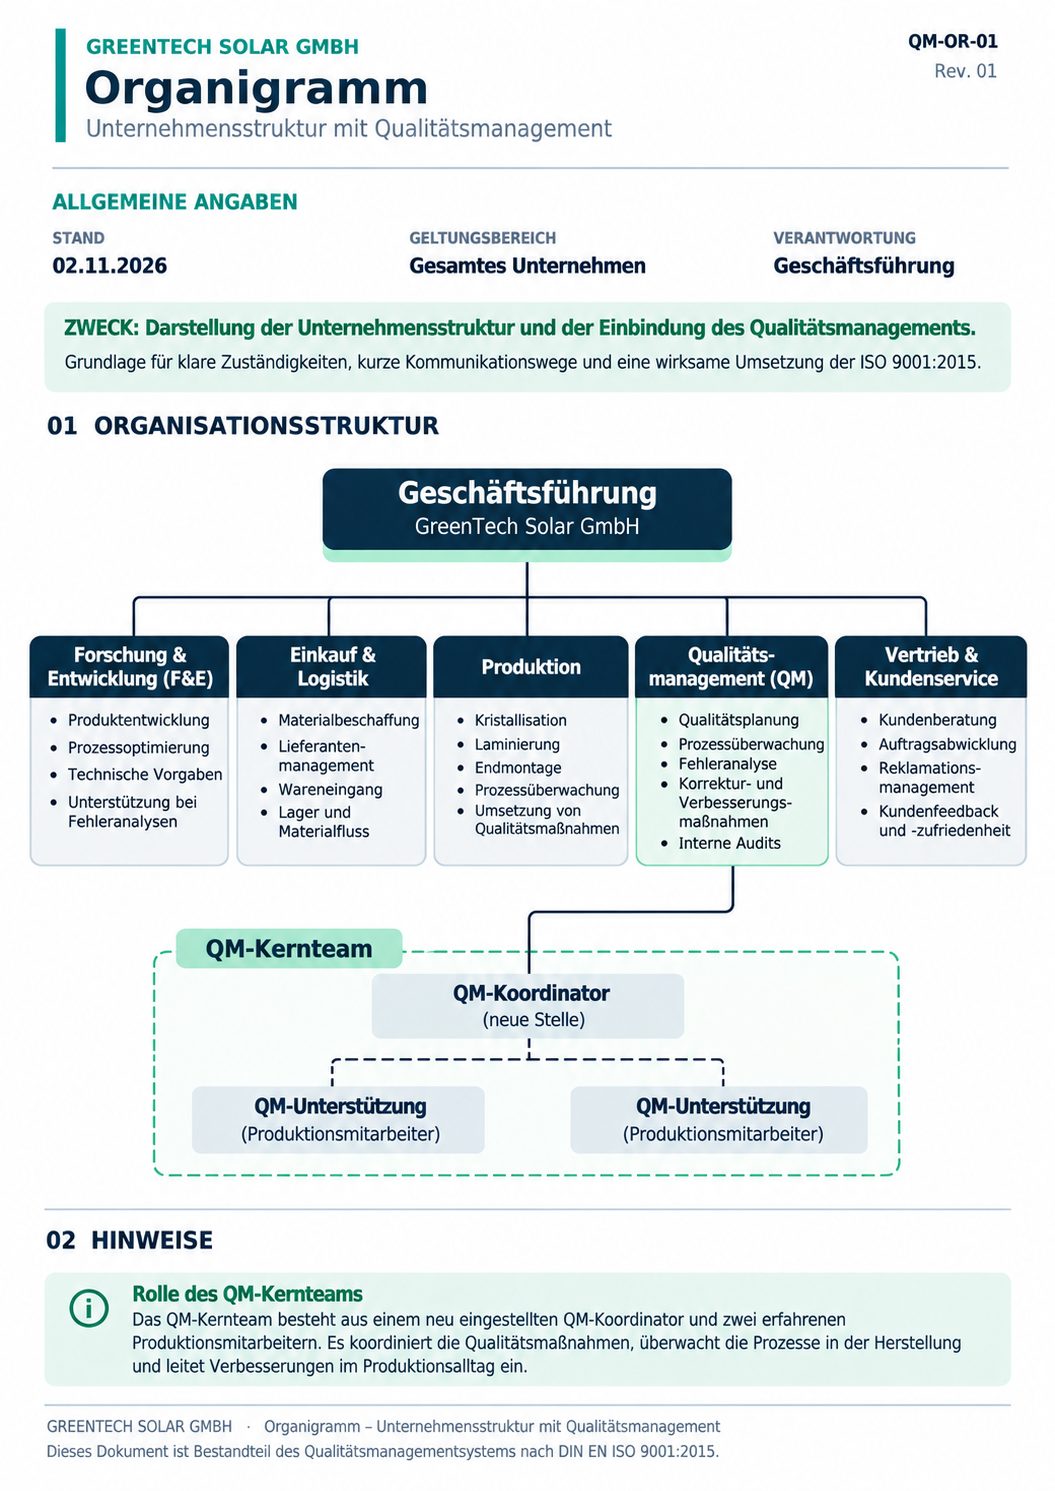 GREENTECH SOLAR GMBH
Organigramm
Unternehmensstruktur mit Qualitätsmanagement
QM-OR-01
Rev. 01
ALLGEMEINE ANGABEN
STAND
02.11.2026
GELTUNGSBEREICH
Gesamtes Unternehmen
VERANTWORTUNG
Geschäftsführung
ZWECK: Darstellung der Unternehmensstruktur und der Einbindung des Qualitätsmanagements.
Grundlage für klare Zuständigkeiten, kurze Kommunikationswege und eine wirksame Umsetzung der ISO 9001:2015.
01 ORGANISATIONSSTRUKTUR
Geschäftsführung
GreenTech Solar GmbH
Forschung &
Entwicklung (F&E)
• Produktentwicklung
• Prozessoptimierung
• Technische Vorgaben
• Unterstützung bei
Fehleranalysen
Einkauf &
Logistik
• Materialbeschaffung
• Lieferanten-
management
• Wareneingang
• Lager und
Materialfluss
Produktion
• Kristallisation
• Laminierung
• Endmontage
• Prozessüberwachung
• Umsetzung von
Qualitätsmaßnahmen
Qualitäts-
management (QM)
• Qualitätsplanung
• Prozessüberwachung
• Fehleranalyse
• Korrektur- und
Verbesserungs-
maßnahmen
• Interne Audits
Vertrieb &
Kundenservice
• Kundenberatung
• Auftragsabwicklung
• Reklamations-
management
• Kundenfeedback
und -zufriedenheit
QM-Kernteam
QM-Koordinator
(neue Stelle)
QM-Unterstützung
(Produktionsmitarbeiter)
QM-Unterstützung
(Produktionsmitarbeiter)
02 HINWEISE
i
Rolle des QM-Kernteams
Das QM-Kernteam besteht aus einem neu eingestellten QM-Koordinator und zwei erfahrenen
Produktionsmitarbeitern. Es koordiniert die Qualitätsmaßnahmen, überwacht die Prozesse in der Herstellung
und leitet Verbesserungen im Produktionsalltag ein.
GREENTECH SOLAR GMBH · Organigramm – Unternehmensstruktur mit Qualitätsmanagement
Dieses Dokument ist Bestandteil des Qualitätsmanagementsystems nach DIN EN ISO 9001:2015.